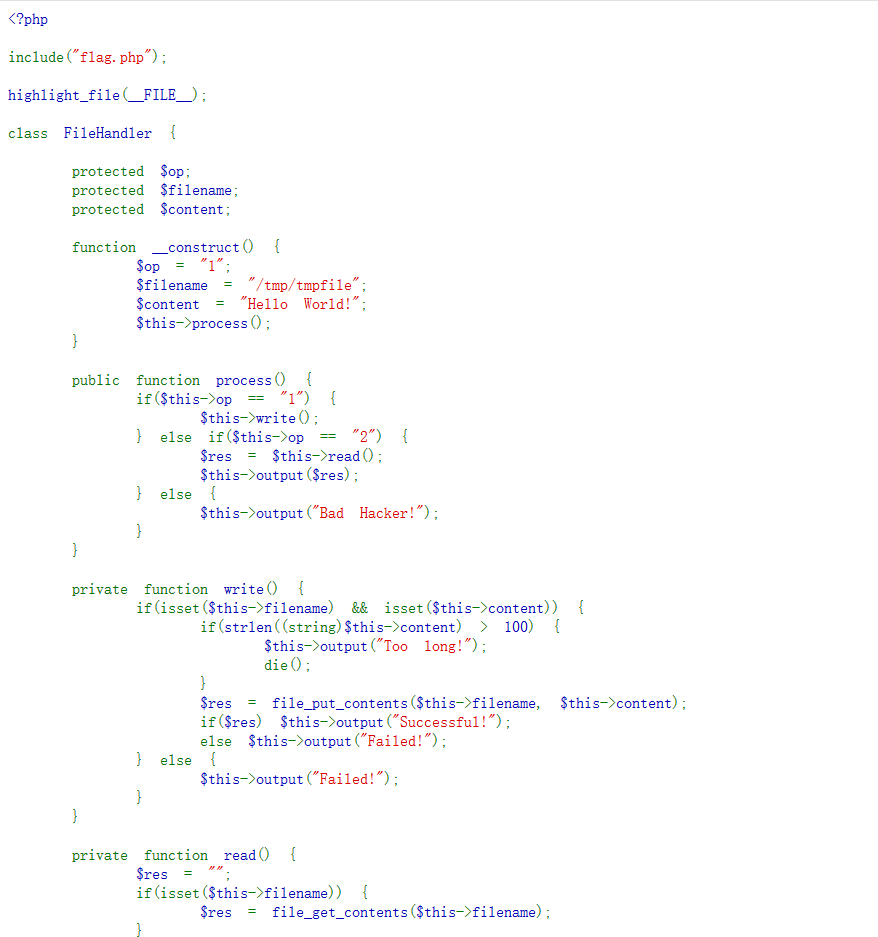 <?php
include("flag.php");
highlight_file(__FILE__);
class FileHandler {
protected $op;
protected $filename;
protected $content;
function __construct() {
$op = "1";
$filename = "/tmp/tmpfile";
$content = "Hello World!";
$this->process();
}
public function process() {
if($this->op == "1") {
$this->write();
} else if($this->op == "2") {
$res = $this->read();
$this->output($res);
} else {
$this->output("Bad Hacker!");
}
}
private function write() {
if(isset($this->filename) && isset($this->content)) {
if(strlen((string)$this->content) > 100) {
$this->output("Too long!");
die();
}
$res = file_put_contents($this->filename, $this->content);
if($res) $this->output("Successful!");
else $this->output("Failed!");
} else {
$this->output("Failed!");
}
}
private function read() {
$res = "";
if(isset($this->filename)) {
$res = file_get_contents($this->filename);
}